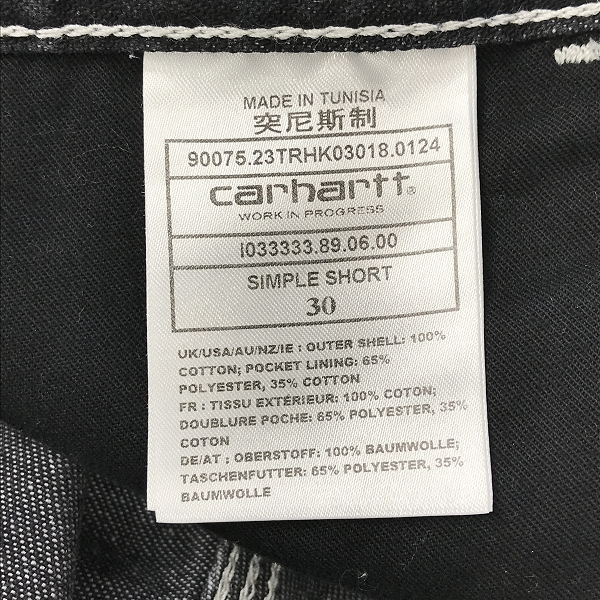 MADE IN TUNISIA
突尼斯制
90075.23TRHK03018.0124
carhartt®
WORK IN PROGRESS
I033333.89.06.00
SIMPLE SHORT
30
UK/USA/AU/NZ/IE : OUTER SHELL: 100%
COTTON; POCKET LINING: 65%
POLYESTER, 35% COTTON
FR : TISSU EXTÉRIEUR: 100% COTON;
DOUBLURE POCHE: 65% POLYESTER, 35%
COTON
DE/AT : OBERSTOFF: 100% BAUMWOLLE;
TASCHENFUTTER: 65% POLYESTER, 35%
BAUMWOLLE